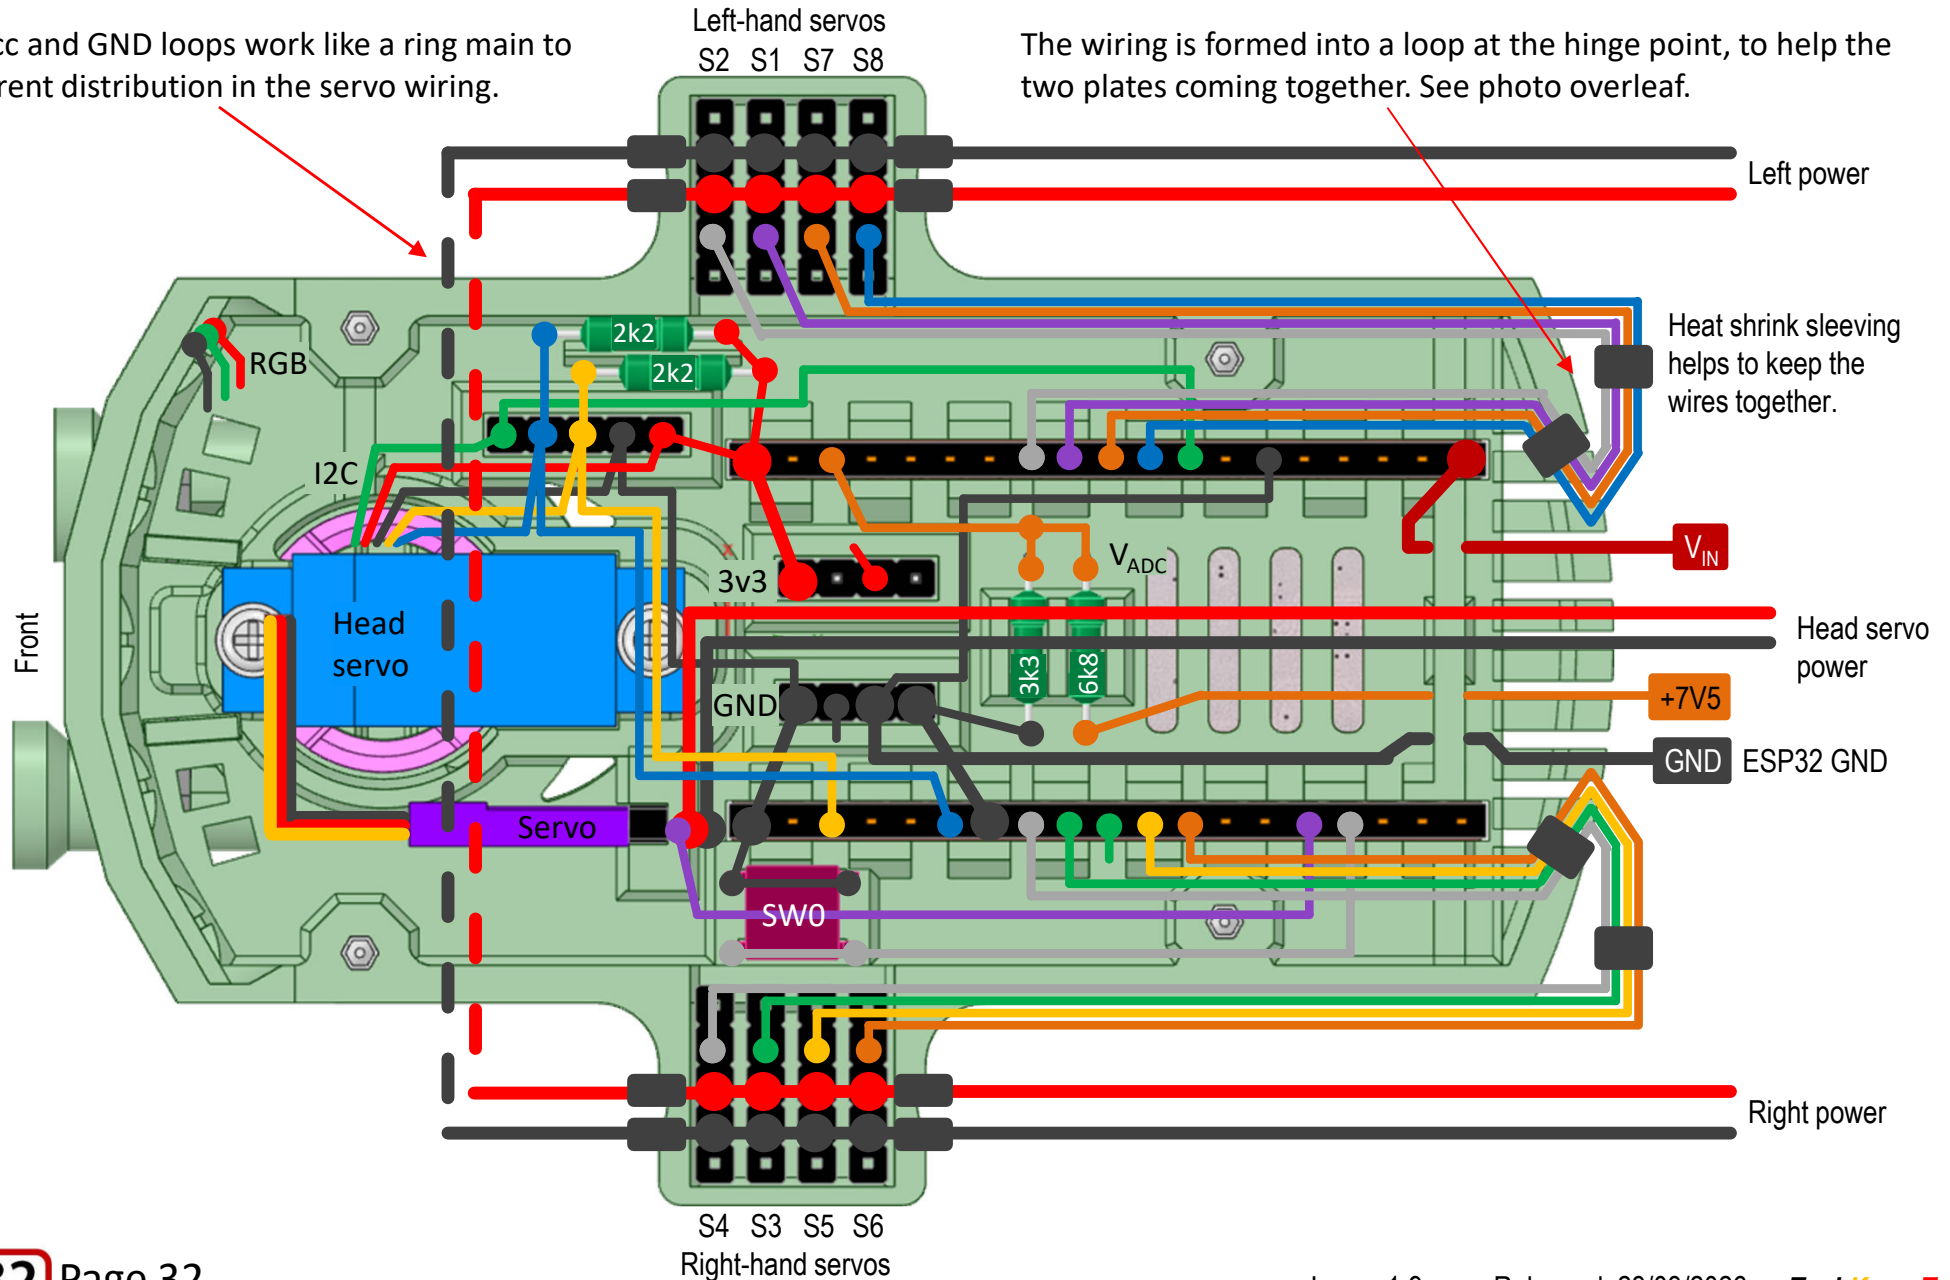 Left-hand servos
S2 S1 S7 S8
and GND loops work like a ring main to
distribution in the servo wiring.
The wiring is formed into a loop at the hinge point, to help the
two plates coming together. See photo overleaf.
Left power
Heat shrink sleeving
helps to keep the
wires together.
RGB
2k2
2k2
I2C
3v3
VADC
VIN
Front
Head
servo
Head servo
power
3k3
6k8
GND
+7V5
GND ESP32 GND
Servo
SW0
Right power
S4 S3 S5 S6
Right-hand servos
Page 32